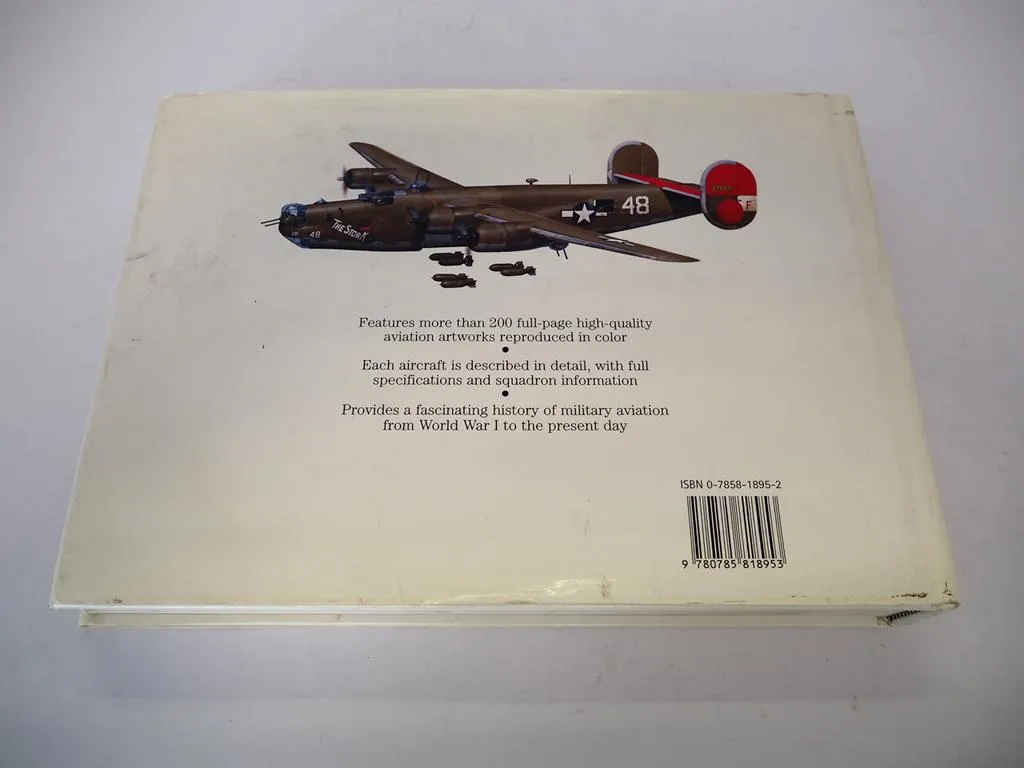 48
THE STORK
48
F
Features more than 200 full-page high-quality
aviation artworks reproduced in color
•
Each aircraft is described in detail, with full
specifications and squadron information
•
Provides a fascinating history of military aviation
from World War I to the present day
ISBN 0-7858-1895-2
9 780785 818953